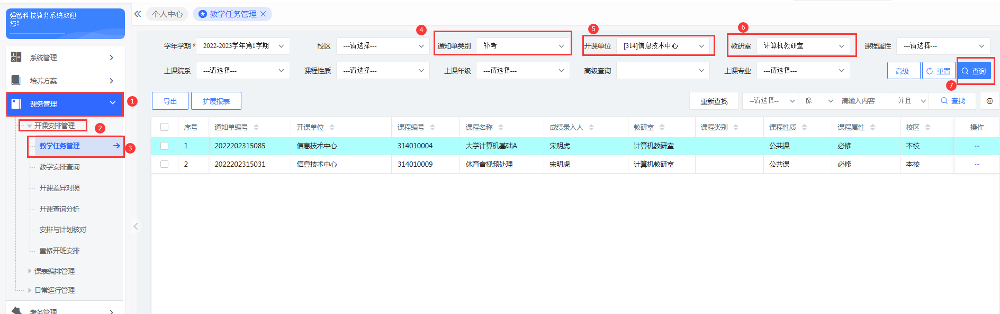 强智科技教务系统欢迎
您！
个人中心
教学任务管理
系统管理
培养方案
课务管理
1
开课安排管理
2
教学任务管理
3
教学安排查询
开课差异对照
开课查询分析
安排与计划核对
重修开班安排
课表编排管理
日常运行管理
考务管理
4
5
6
学年学期 * 2022-2023学年第1学期 校区 ---请选择--- 通知单类别 补考 开课单位 [314]信息技术中心 教研室 计算机教研室 课程属性 ---请选择---
上课院系 ---请选择--- 课程性质 ---请选择--- 上课年级 ---请选择--- 高级查询 上课专业 ---请选择--- 高级 重置 查询
7
导出 扩展报表 重新查找 --请选择-- 像 请输入内容 并且 查找
序号 通知单编号 开课单位 课程编号 课程名称 成绩录入人 教研室 课程类别 课程性质 课程属性 校区 操作
1 2022202315085 信息技术中心 314010004 大学计算机基础A 宋明虎 计算机教研室 公共课 必修 本校 ...
2 2022202315031 信息技术中心 314010009 体育音视频处理 宋明虎 计算机教研室 公共课 必修 本校 ...